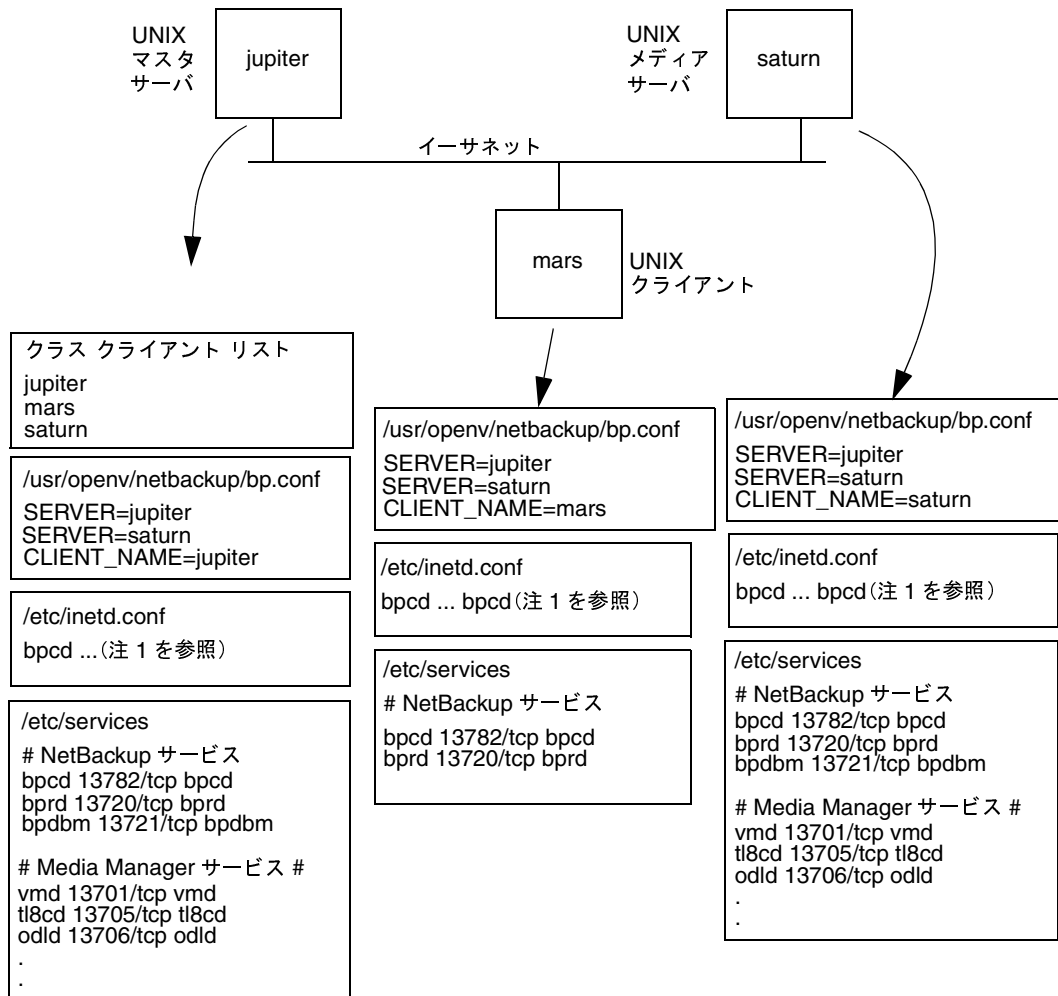 UNIX
マスタ
サーバ
jupiter
UNIX
メディア
サーバ
saturn
イーサネット
mars
UNIX
クライアント
クラス クライアント リスト
jupiter
mars
saturn
/usr/openv/netbackup/bp.conf
SERVER=jupiter
SERVER=saturn
CLIENT_NAME=jupiter
/etc/inetd.conf
bpcd ...（注 1 を参照）
/etc/services
# NetBackup サービス
bpcd 13782/tcp bpcd
bprd 13720/tcp bprd
bpdbm 13721/tcp bpdbm
# Media Manager サービス #
vmd 13701/tcp vmd
tl8cd 13705/tcp tl8cd
odld 13706/tcp odld
.
.
/usr/openv/netbackup/bp.conf
SERVER=jupiter
SERVER=saturn
CLIENT_NAME=mars
/etc/inetd.conf
bpcd ... bpcd（注 1 を参照）
/etc/services
# NetBackup サービス
bpcd 13782/tcp bpcd
bprd 13720/tcp bprd
/usr/openv/netbackup/bp.conf
SERVER=jupiter
SERVER=saturn
CLIENT_NAME=saturn
/etc/inetd.conf
bpcd ... bpcd（注 1 を参照）
/etc/services
# NetBackup サービス
bpcd 13782/tcp bpcd
bprd 13720/tcp bprd
bpdbm 13721/tcp bpdbm
# Media Manager サービス #
vmd 13701/tcp vmd
tl8cd 13705/tcp tl8cd
odld 13706/tcp odld
.
.